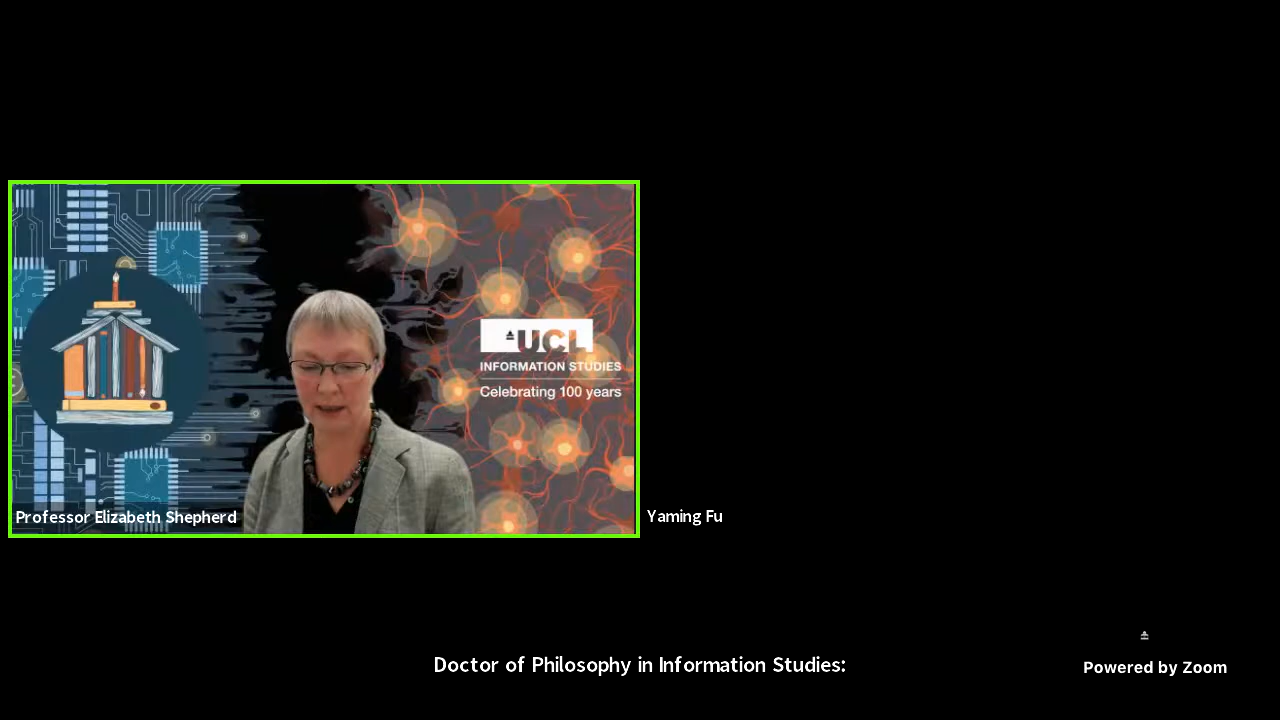 UCL
INFORMATION STUDIES
Celebrating 100 years
Professor Elizabeth Shepherd
Yaming Fu
Doctor of Philosophy in Information Studies:
Powered by Zoom